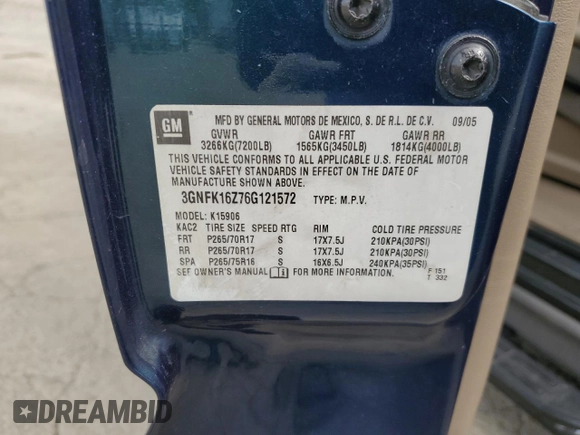 GM
MFD BY GENERAL MOTORS DE MEXICO, S. DE R.L. DE C.V. 09/05
GVWR GAWR FRT GAWR RR
3266KG(7200LB) 1565KG(3450LB) 1814KG(4000LB)
THIS VEHICLE CONFORMS TO ALL APPLICABLE U.S. FEDERAL MOTOR
VEHICLE SAFETY STANDARDS IN EFFECT ON THE DATE OF
MANUFACTURE SHOWN ABOVE.
3GNFK16Z76G121572 TYPE: M.P.V.
MODEL: K15906
KAC2 TIRE SIZE SPEED RTG RIM COLD TIRE PRESSURE
FRT P265/70R17 S 17X7.5J 210KPA(30PSI)
RR P265/70R17 S 17X7.5J 210KPA(30PSI)
SPA P265/75R16 S 16X6.5J 240KPA(35PSI)
SEE OWNER'S MANUAL FOR MORE INFORMATION.
F 151
T 332
DREAMBID